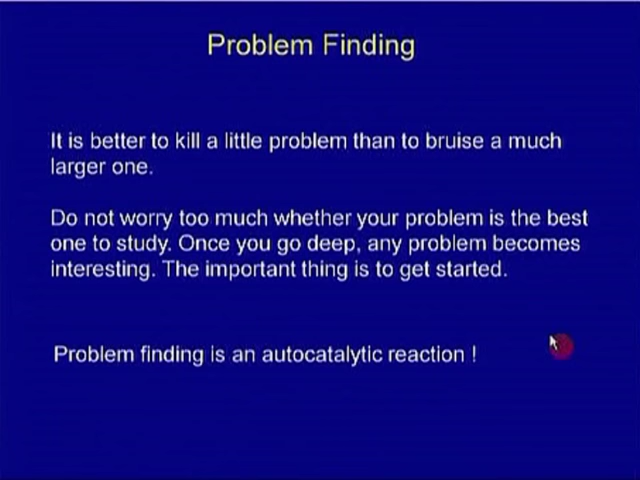 Problem Finding
It is better to kill a little problem than to bruise a much
larger one.
Do not worry too much whether your problem is the best
one to study. Once you go deep, any problem becomes
interesting. The important thing is to get started.
Problem finding is an autocatalytic reaction !